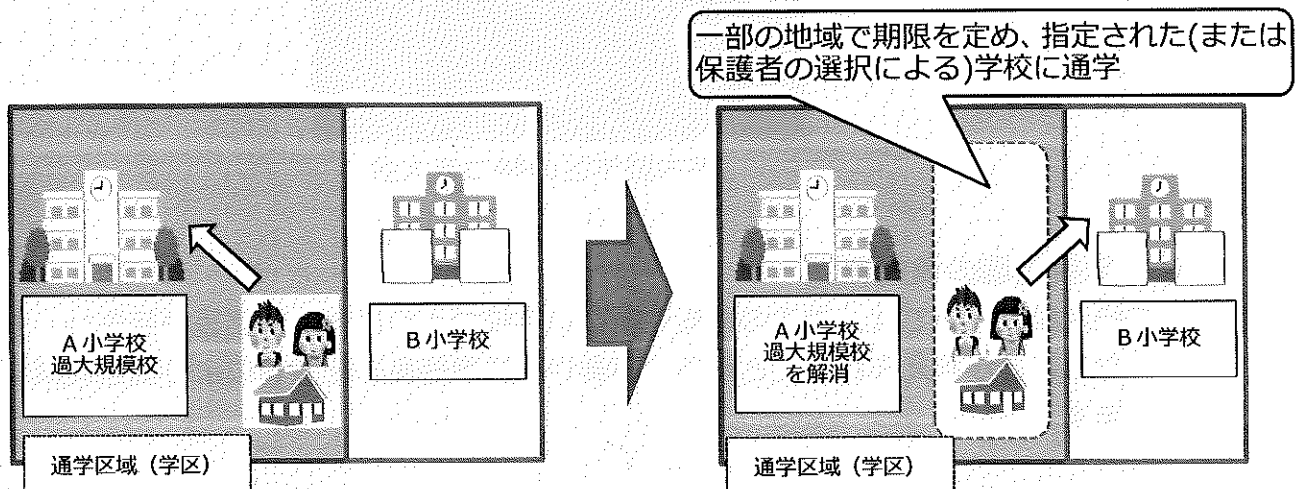 一部の地域で期限を定め、指定された(または
保護者の選択による)学校に通学
A小学校
過大規模校
B小学校
通学区域（学区）
A小学校
過大規模校
を解消
B小学校
通学区域（学区）